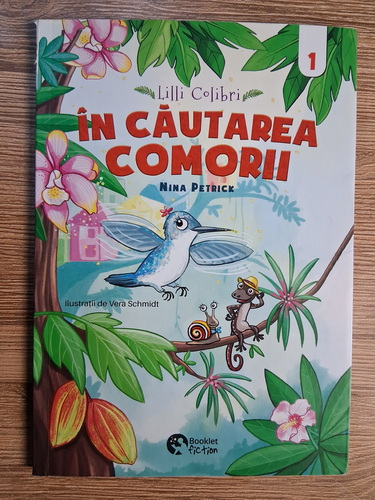 1
Lilli Colibri
ÎN CĂUTAREA
COMORII
NINA PETRICK
Ilustrații de Vera Schmidt
Booklet
fiction